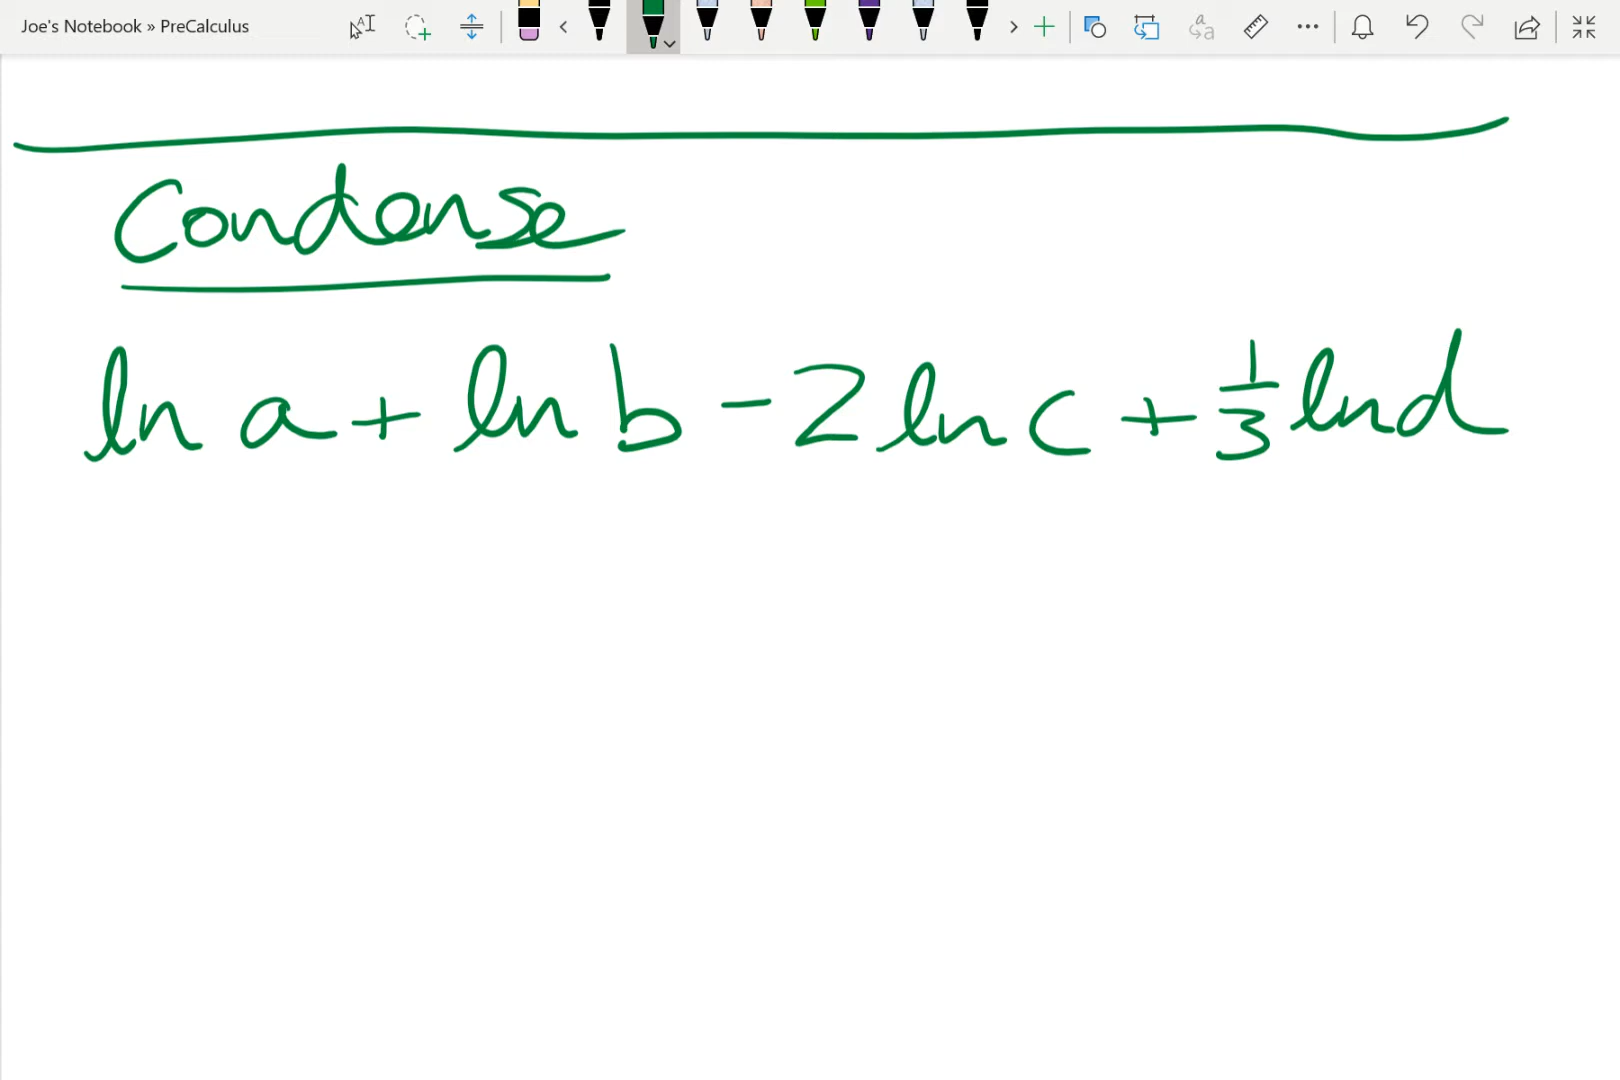 Joe's Notebook » PreCalculus
Condense
ln a + ln b - 2 ln c + 1/3 ln d